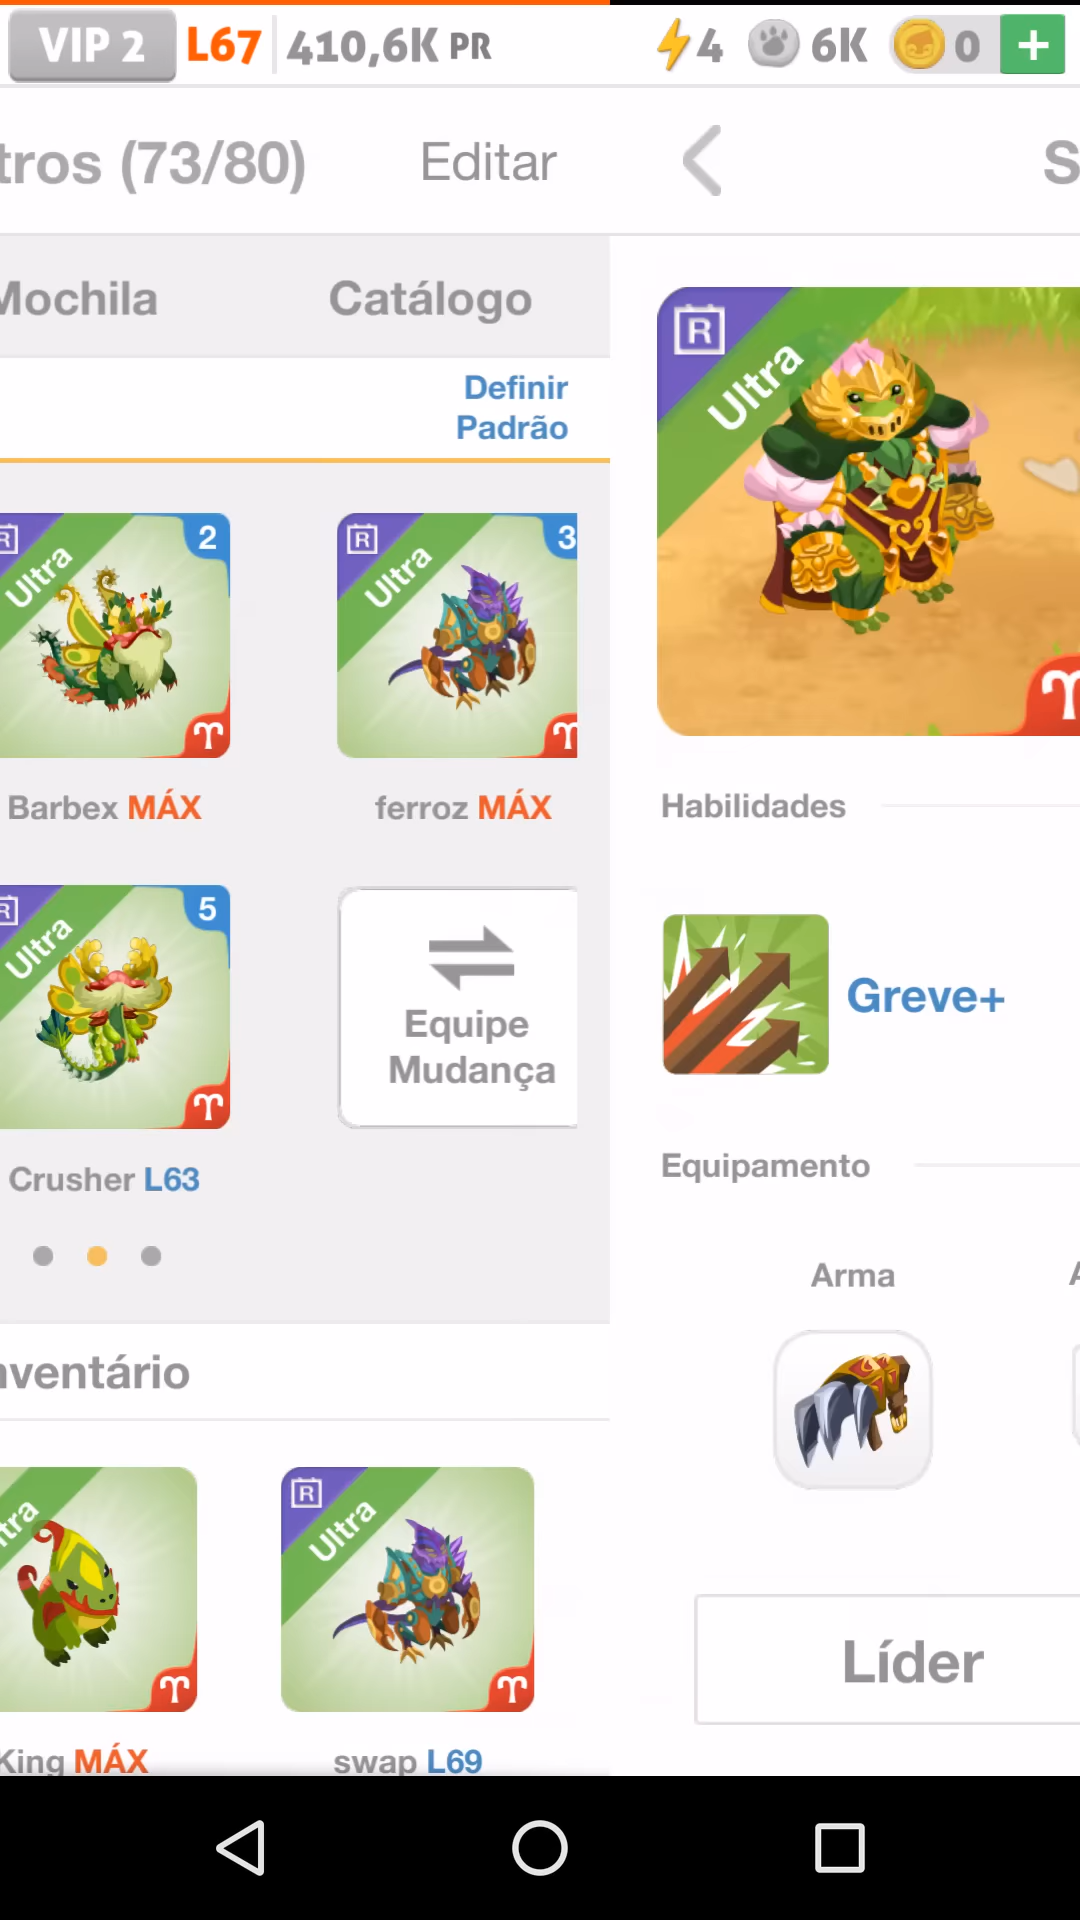 VIP 2 L67 410,6K PR 4 6K 0 +
tros (73/80) Editar S
Mochila Catálogo
Definir
Padrão
R Ultra
R Ultra 2
R Ultra 3
Barbex MÁX
ferroz MÁX
Habilidades
R Ultra 5
Equipe
Mudança
Greve+
Crusher L63
Equipamento
Arma
nventário
tra
R Ultra
Líder
King MÁX
swap L69